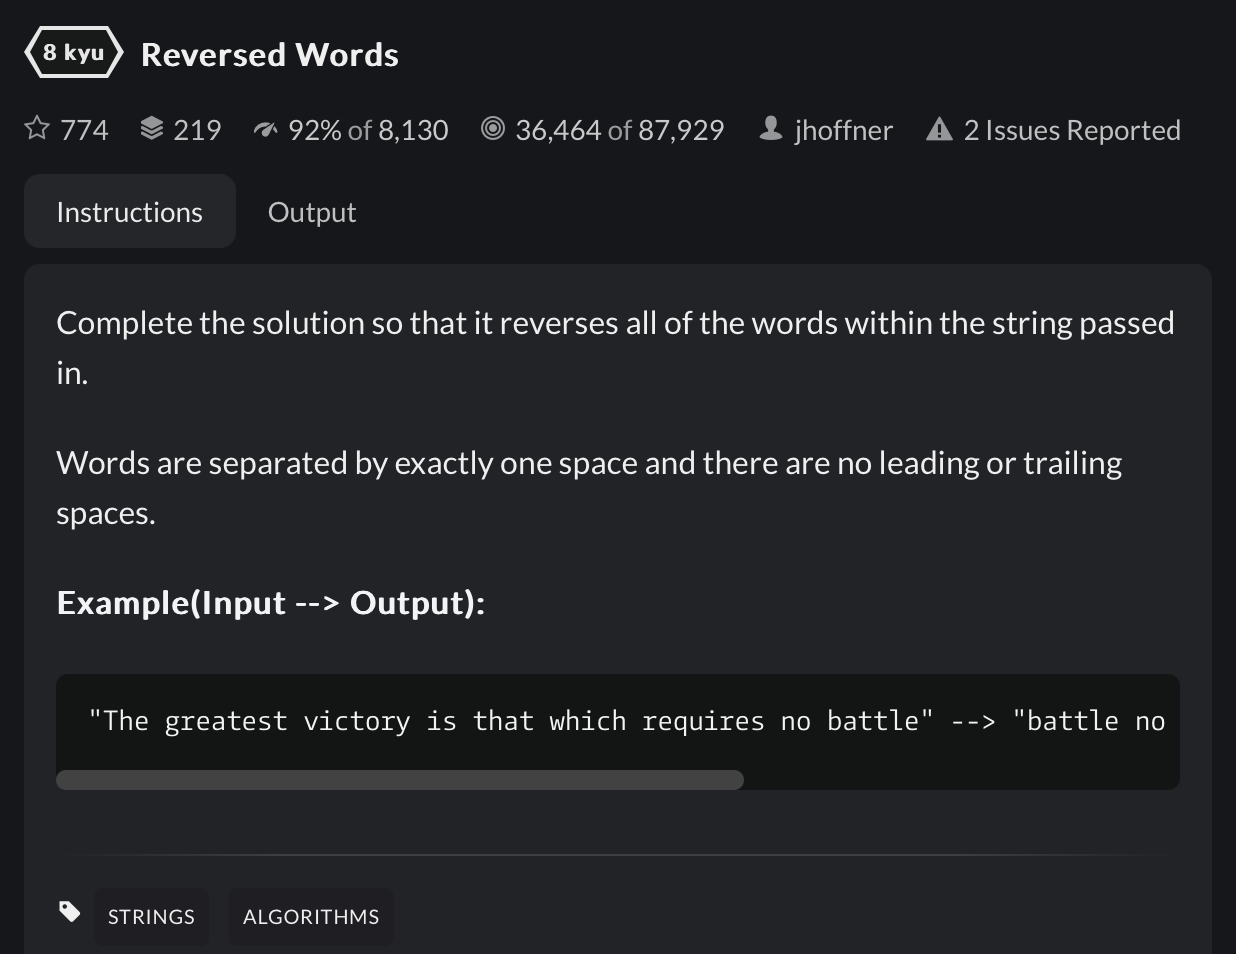 8 kyu Reversed Words
774 219 92% of 8,130 36,464 of 87,929 jhoffner 2 Issues Reported
Instructions Output
Complete the solution so that it reverses all of the words within the string passed
in.
Words are separated by exactly one space and there are no leading or trailing
spaces.
Example(Input --> Output):
"The greatest victory is that which requires no battle" --> "battle no
STRINGS ALGORITHMS